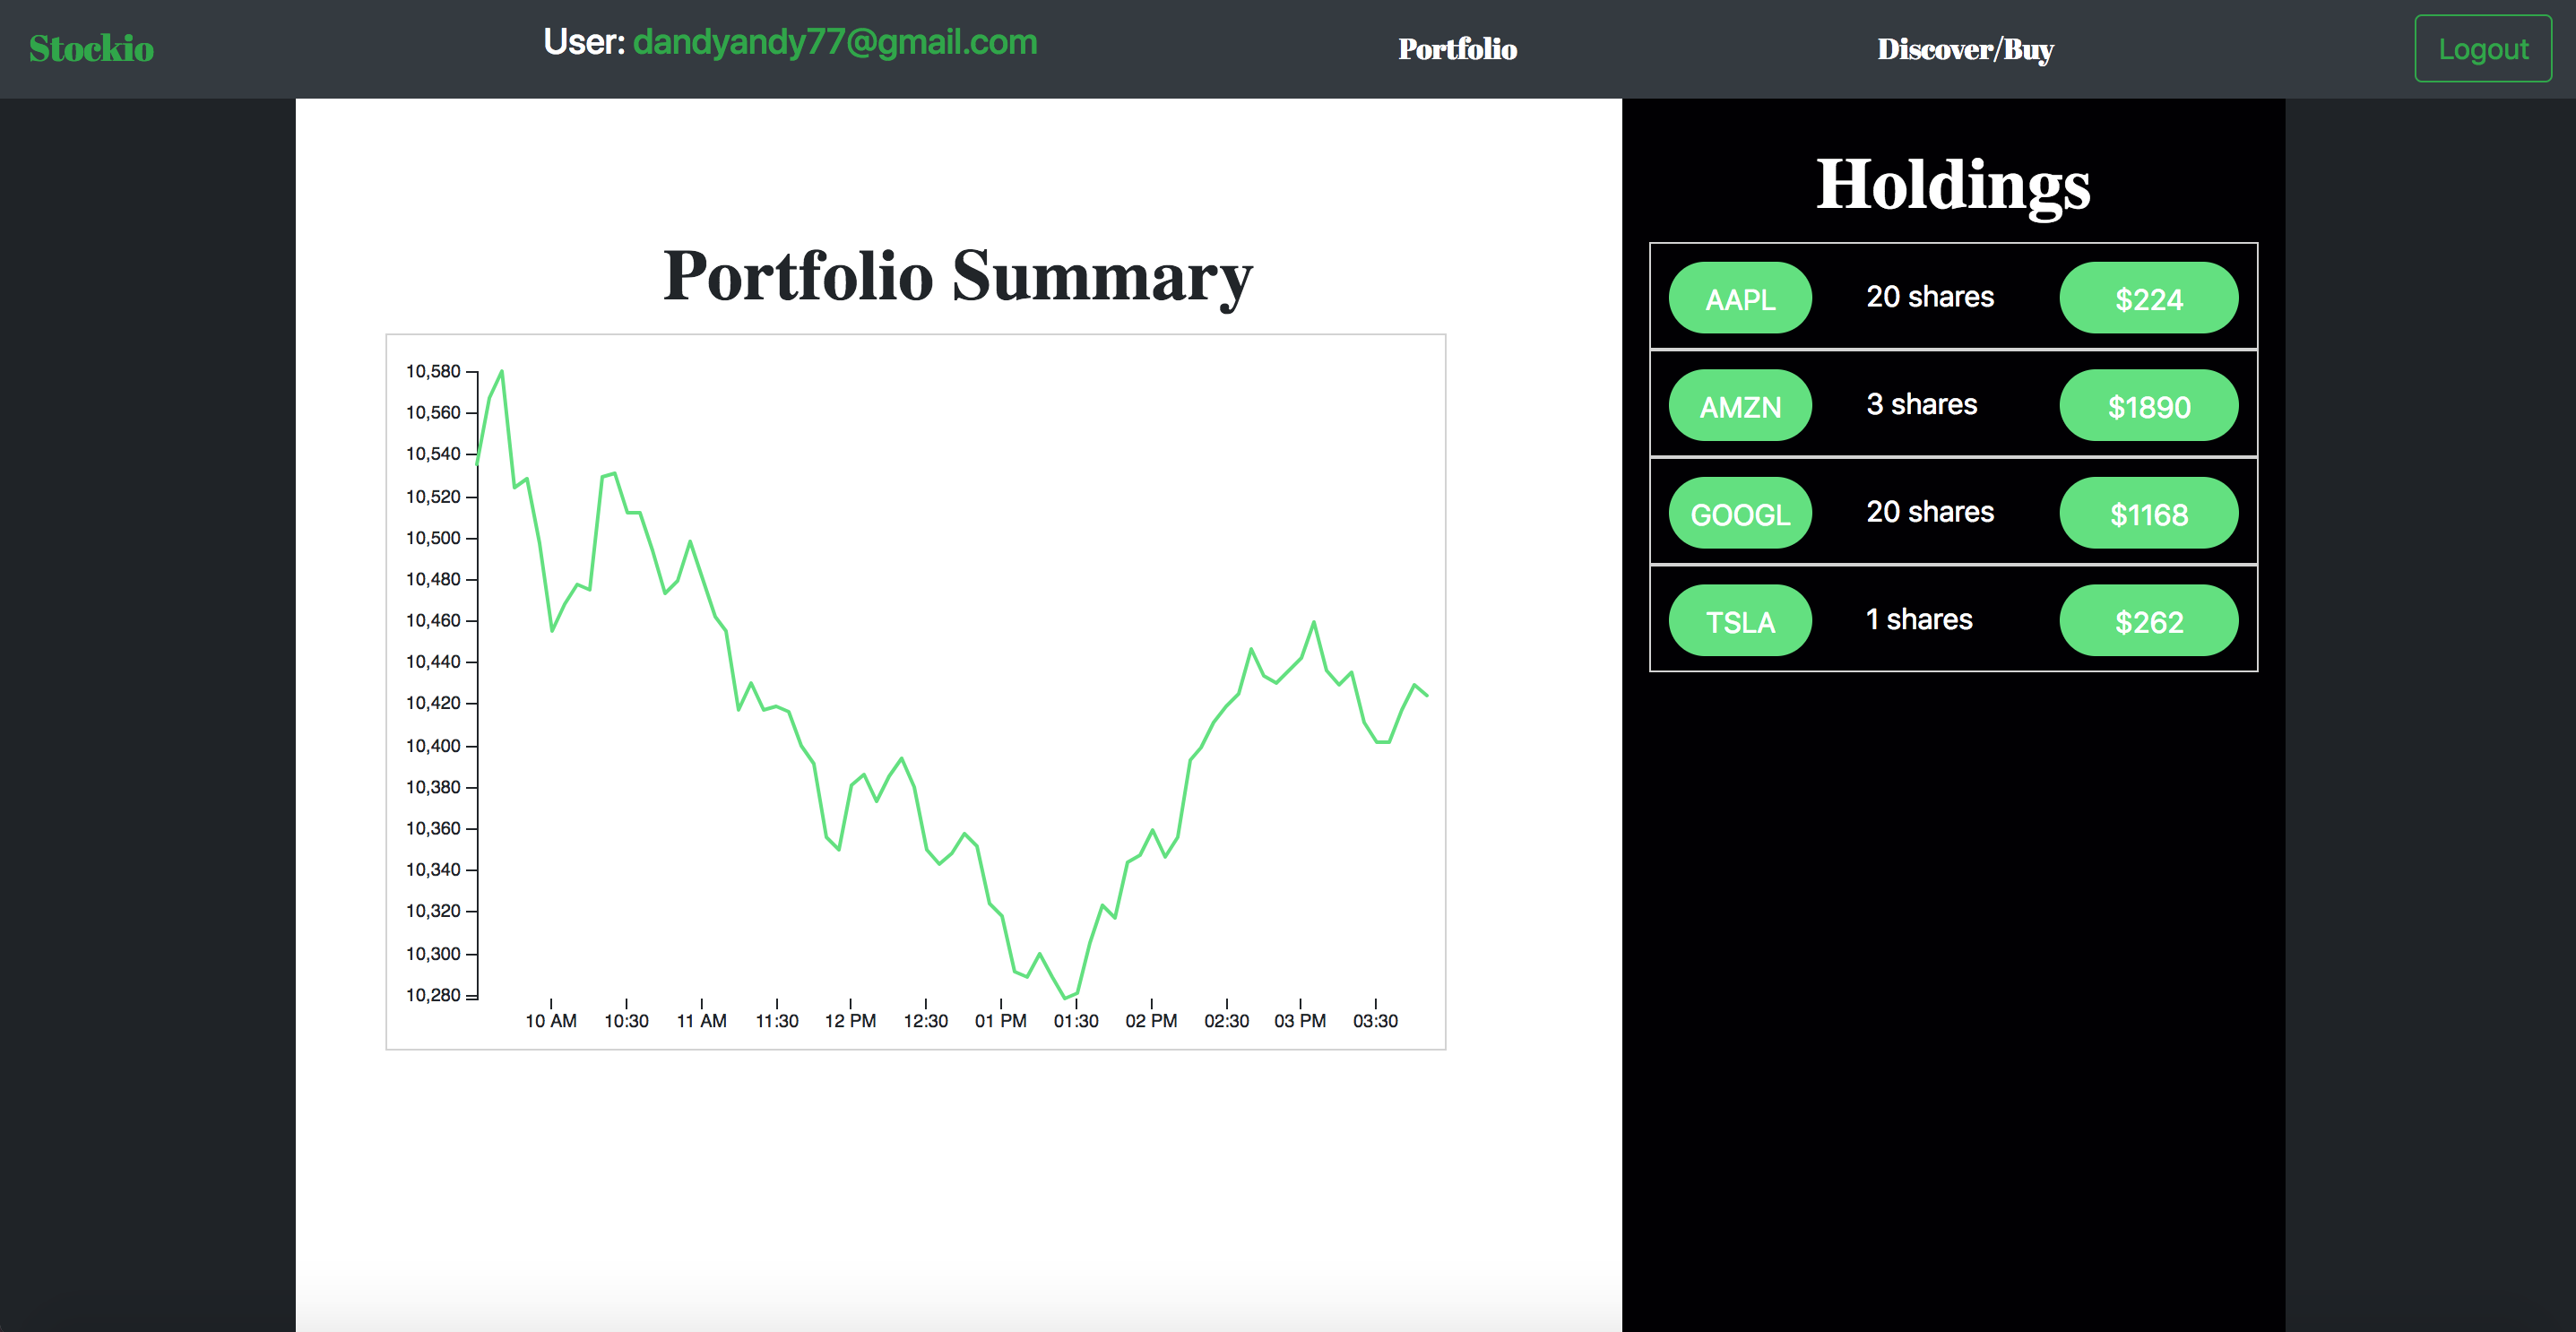 Stockio
User: dandyandy77@gmail.com
Portfolio
Discover/Buy
Logout
Portfolio Summary
10,580
10,560
10,540
10,520
10,500
10,480
10,460
10,440
10,420
10,400
10,380
10,360
10,340
10,320
10,300
10,280
10 AM 10:30 11 AM 11:30 12 PM 12:30 01 PM 01:30 02 PM 02:30 03 PM 03:30
Holdings
AAPL 20 shares $224
AMZN 3 shares $1890
GOOGL 20 shares $1168
TSLA 1 shares $262